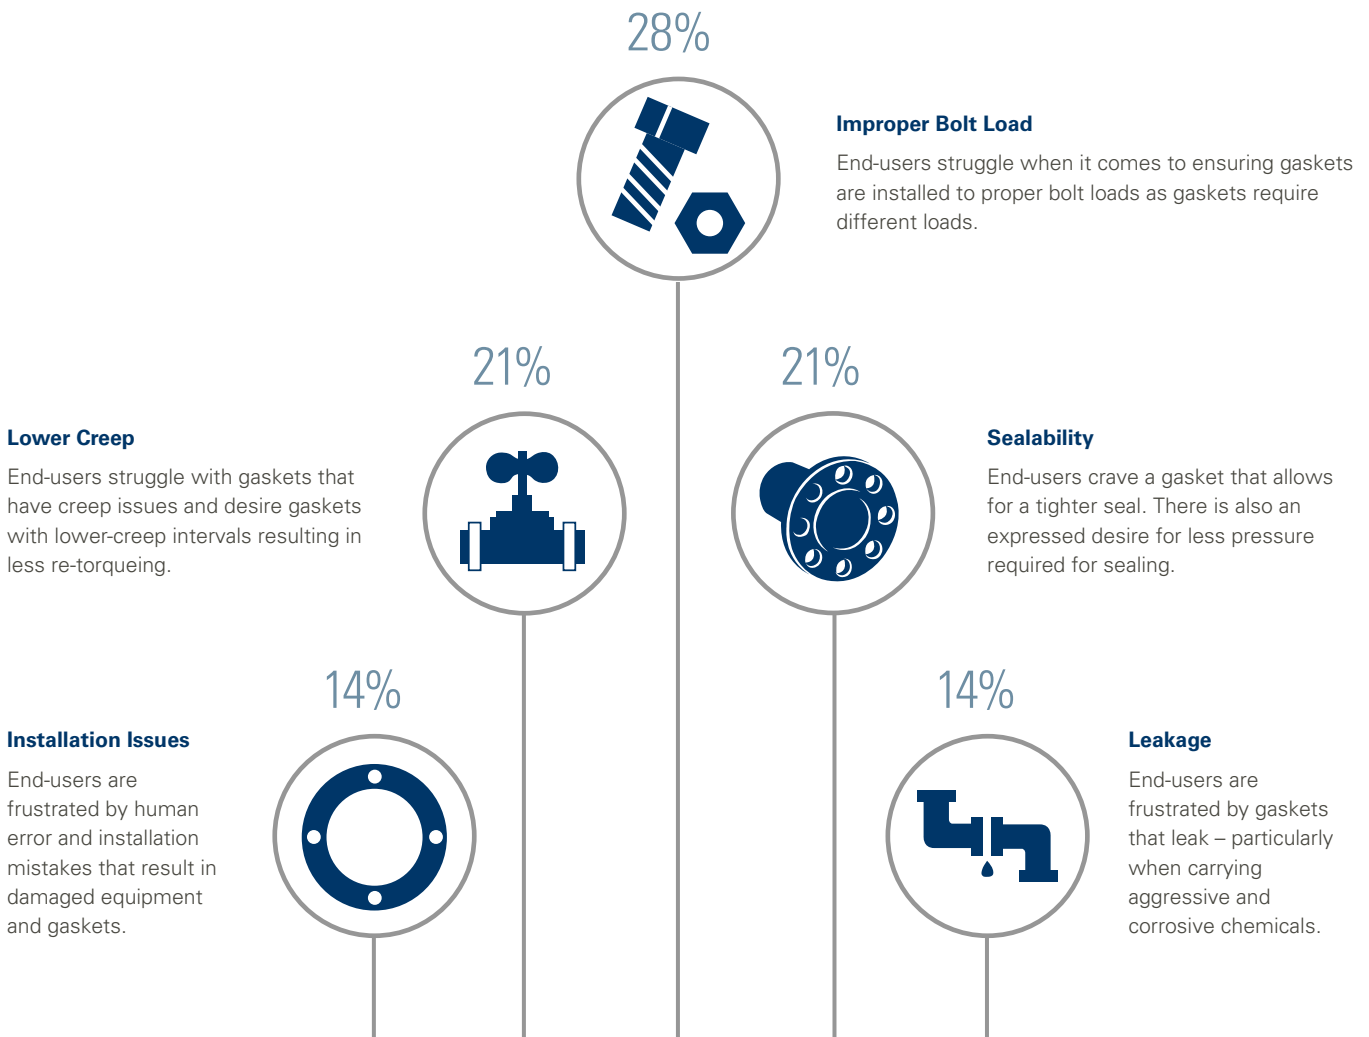 28%
Improper Bolt Load
End-users struggle when it comes to ensuring gaskets
are installed to proper bolt loads as gaskets require
different loads.
21%
Lower Creep
End-users struggle with gaskets that
have creep issues and desire gaskets
with lower-creep intervals resulting in
less re-torqueing.
21%
Sealability
End-users crave a gasket that allows
for a tighter seal. There is also an
expressed desire for less pressure
required for sealing.
14%
Installation Issues
End-users are
frustrated by human
error and installation
mistakes that result in
damaged equipment
and gaskets.
14%
Leakage
End-users are
frustrated by gaskets
that leak – particularly
when carrying
aggressive and
corrosive chemicals.